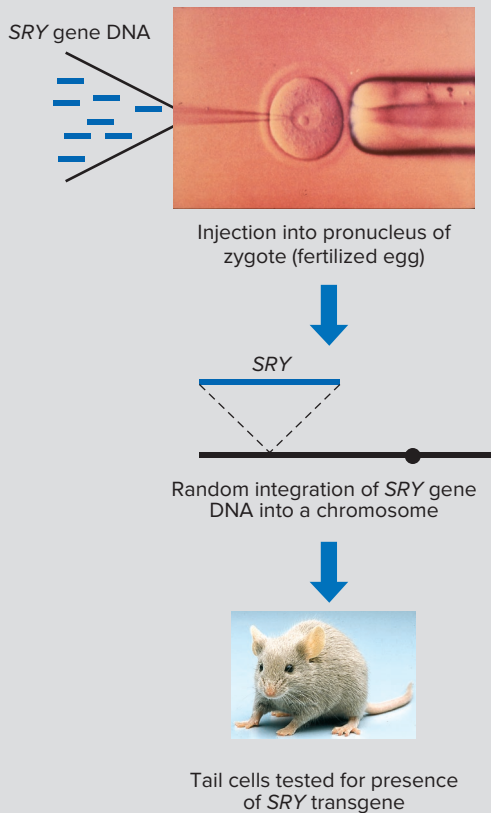 SRY gene DNA
Injection into pronucleus of
zygote (fertilized egg)
SRY
Random integration of SRY gene
DNA into a chromosome
Tail cells tested for presence
of SRY transgene